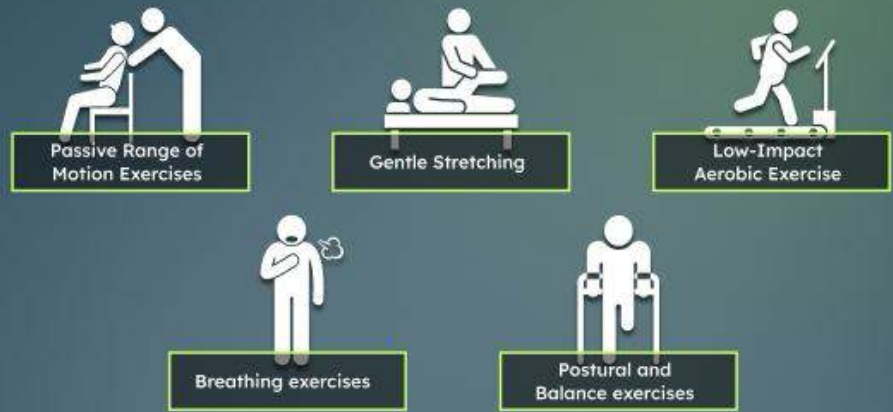 Passive Range of
Motion Exercises
Gentle Stretching
Low-Impact
Aerobic Exercise
Breathing exercises
Postural and
Balance exercises